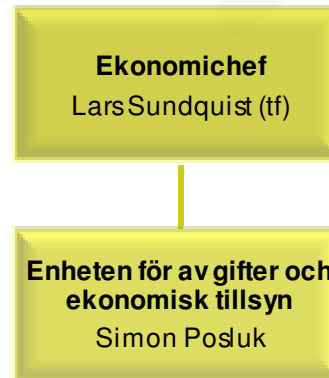 Ekonomichef
Lars Sundquist (tf)
Enheten för avgifter och
ekonomisk tillsyn
Simon Posluk